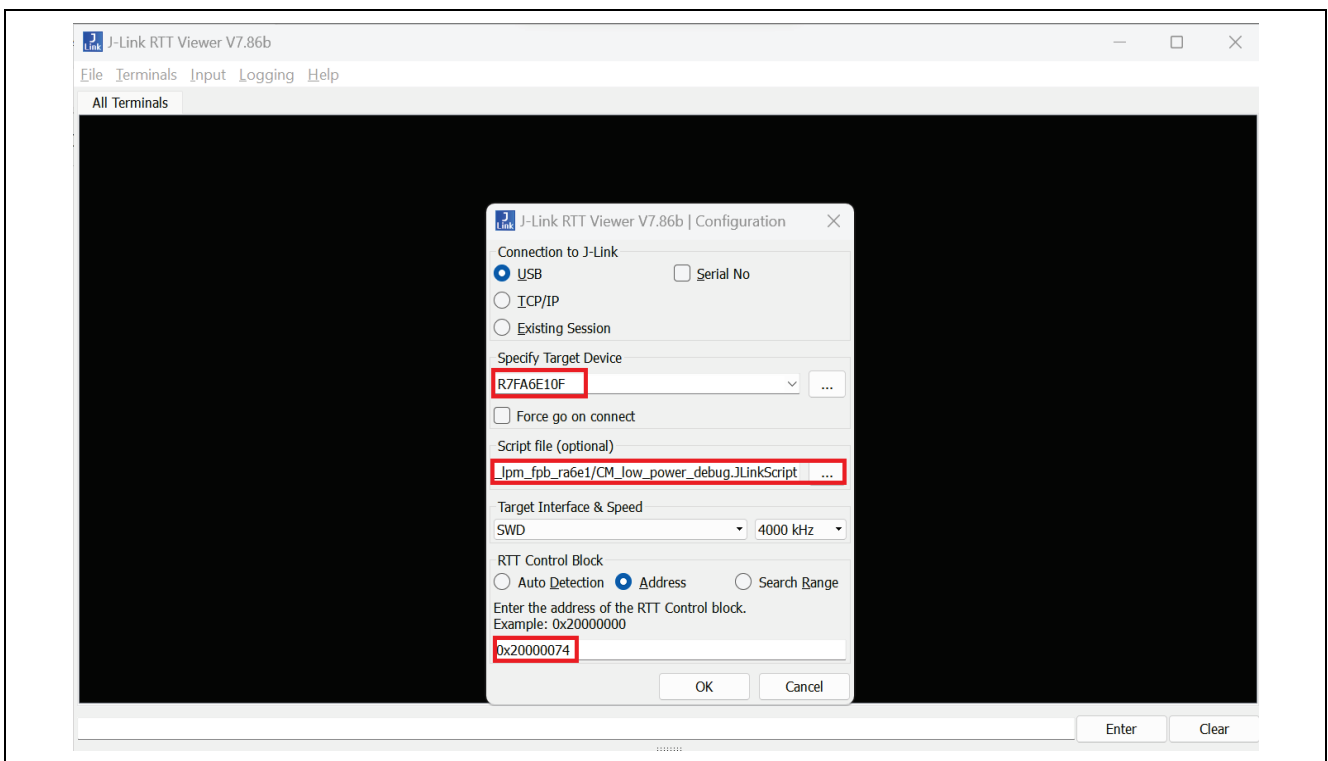 J-Link RTT Viewer V7.86b
File Terminals Input Logging Help
All Terminals
J-Link RTT Viewer V7.86b | Configuration
Connection to J-Link
USB Serial No
TCP/IP
Existing Session
Specify Target Device
R7FA6E10F ...
Force go on connect
Script file (optional)
_lpm_fpb_ra6e1/CM_low_power_debug.JLinkScript ...
Target Interface & Speed
SWD 4000 kHz
RTT Control Block
Auto Detection Address Search Range
Enter the address of the RTT Control block.
Example: 0x20000000
0x20000074
OK Cancel
Enter Clear